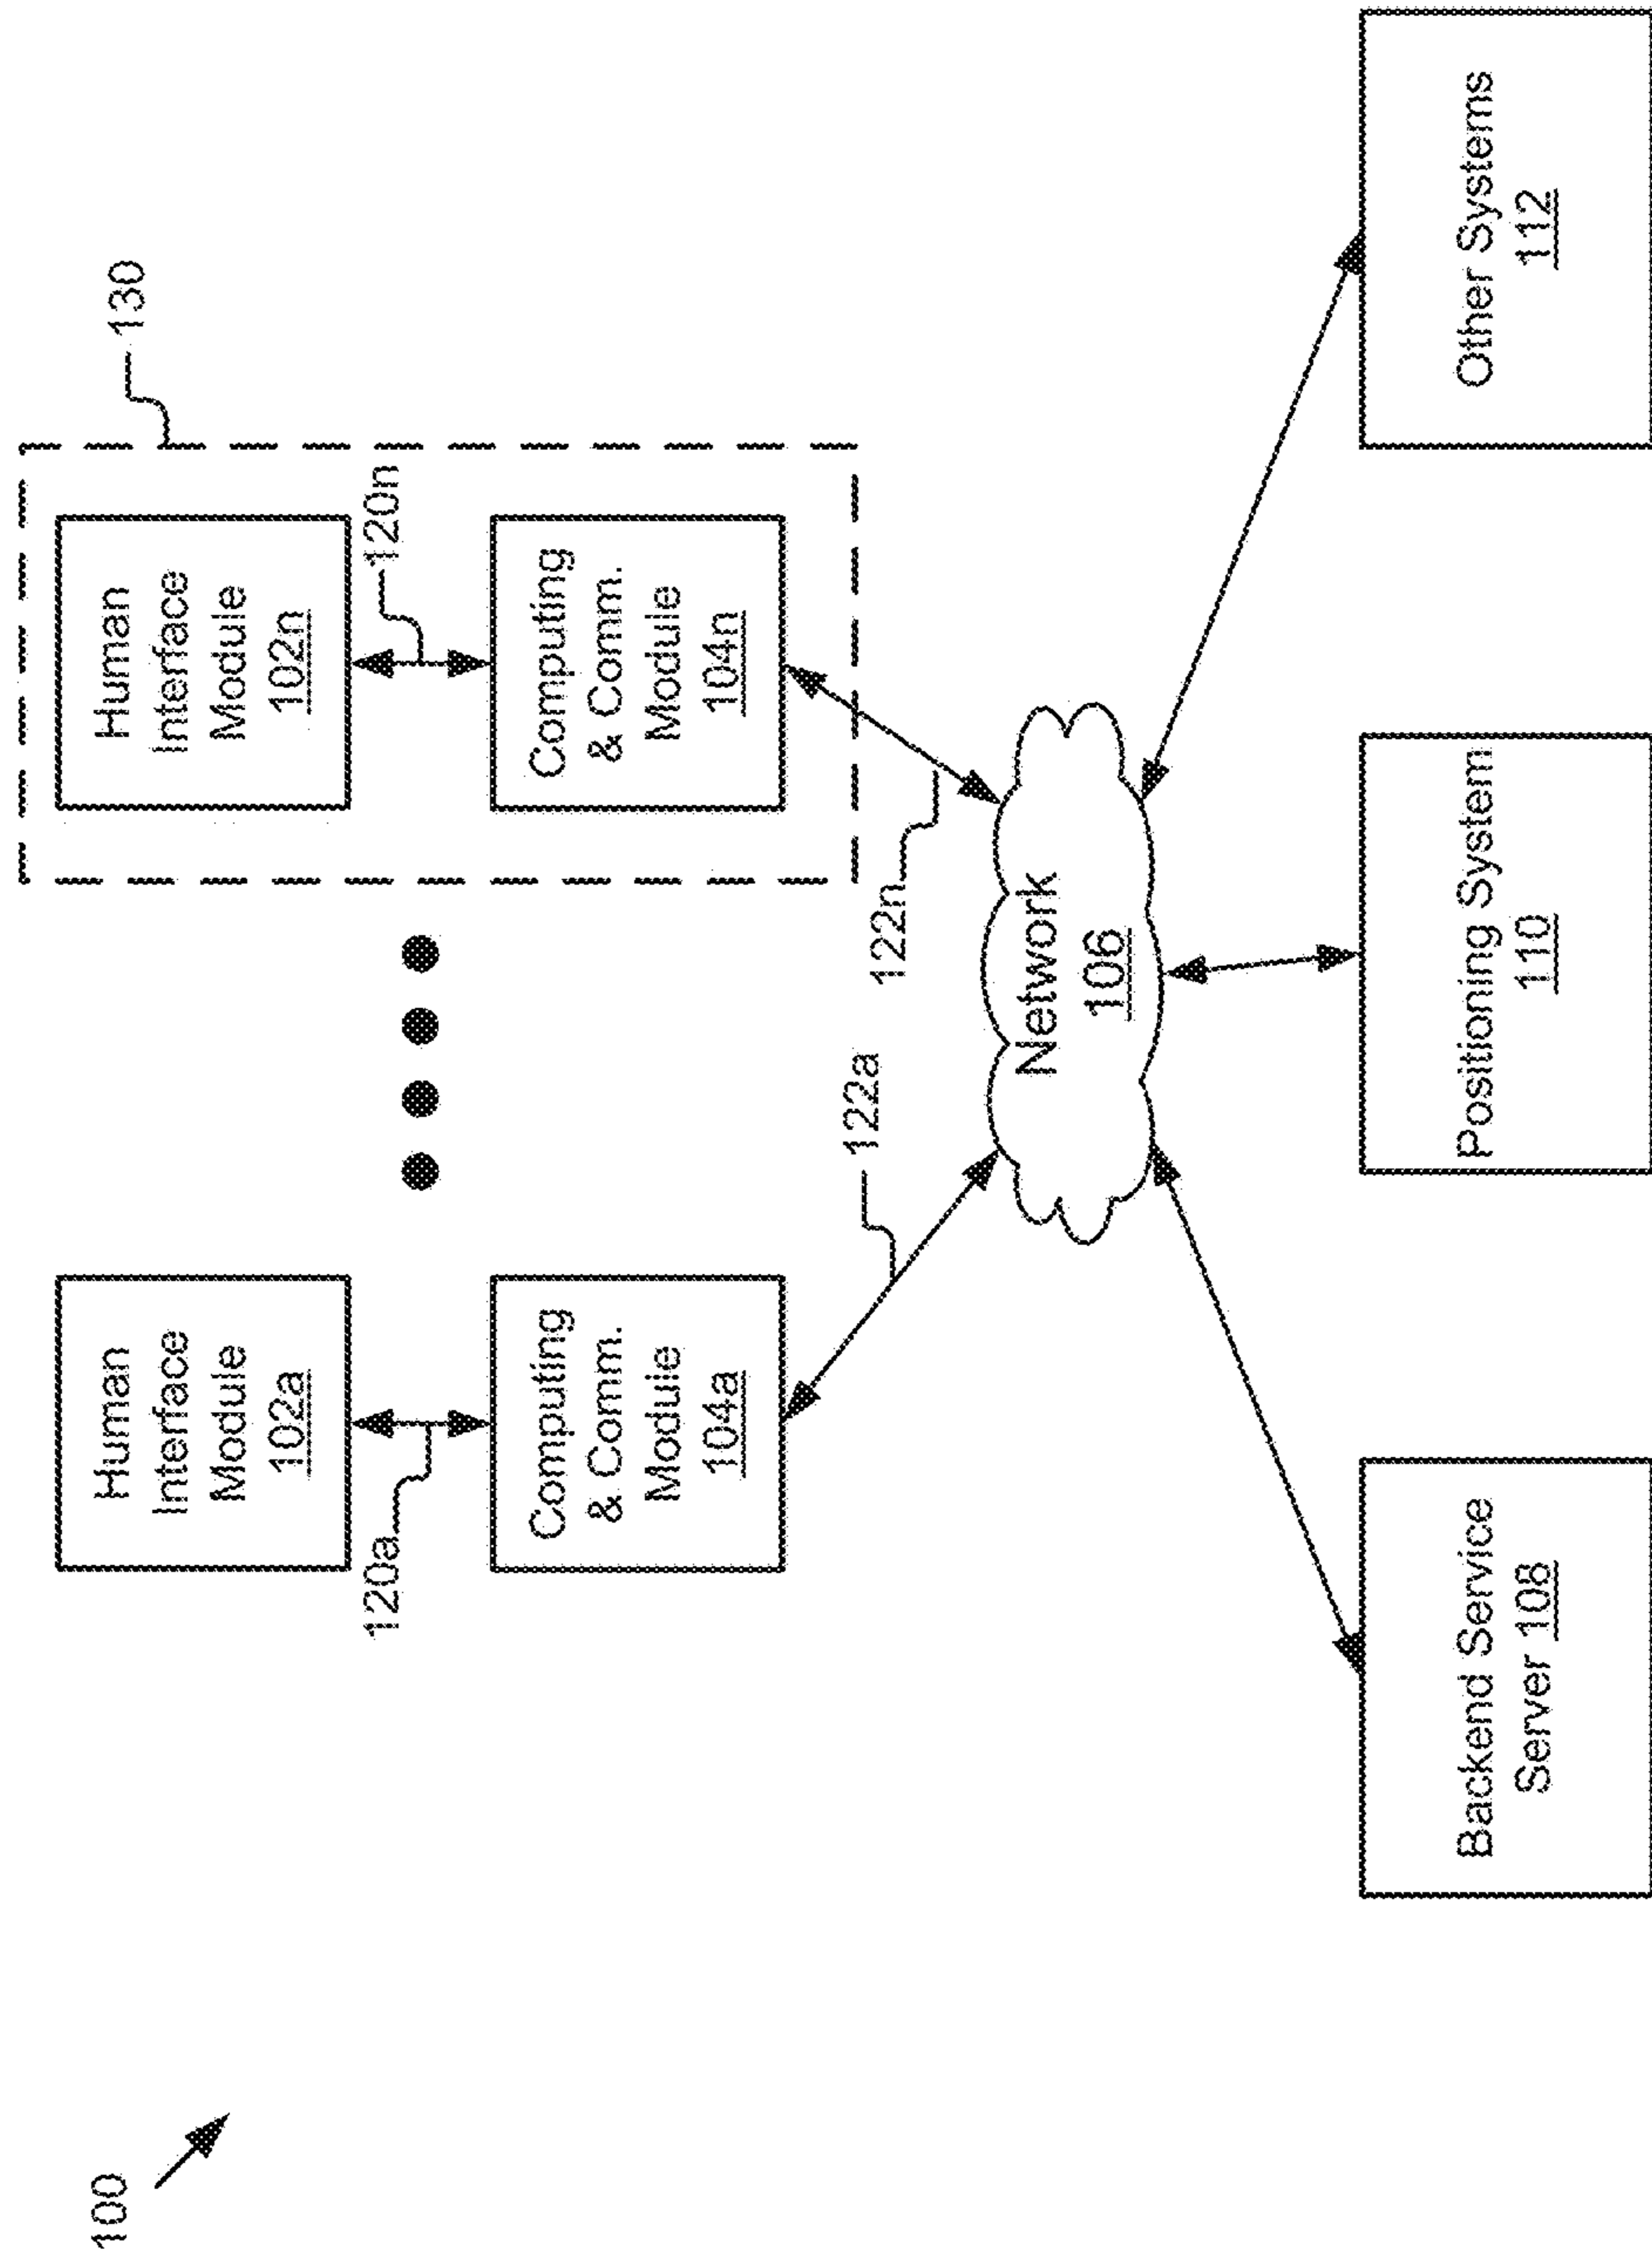 100
130
Human
Interface
Module
102a
Human
Interface
Module
102n
120a
120n
Computing
& Comm.
Module
104a
Computing
& Comm.
Module
104n
122a
122n
Network
106
Backend Service
Server 108
Positioning System
110
Other Systems
112